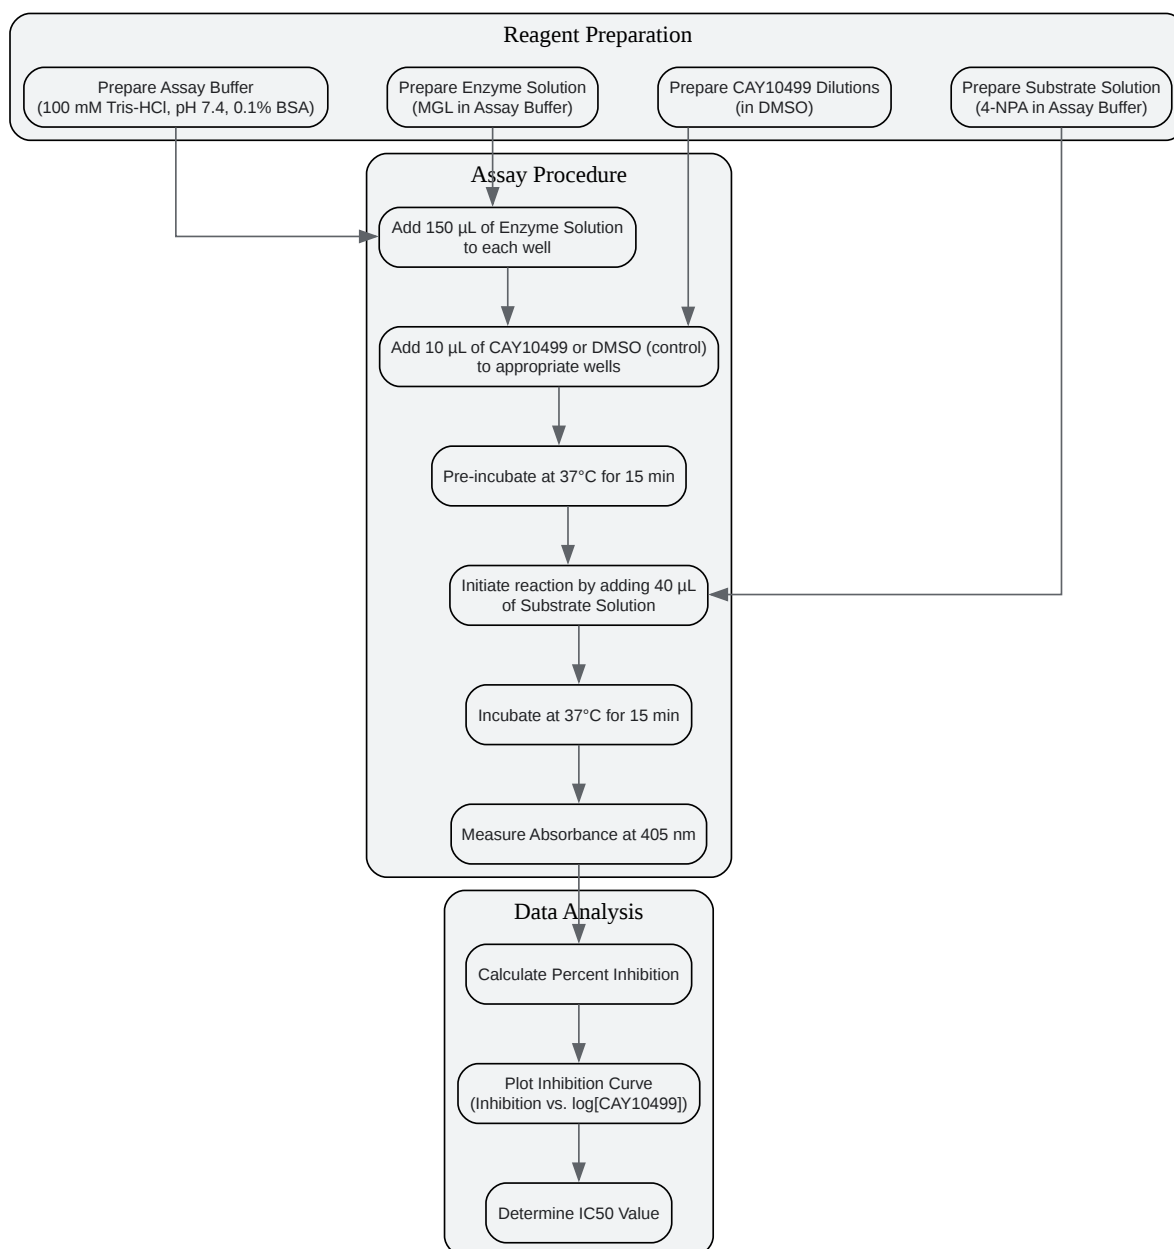 Reagent Preparation
Prepare Assay Buffer
(100 mM Tris-HCl, pH 7.4, 0.1% BSA)
Prepare Enzyme Solution
(MGL in Assay Buffer)
Prepare CAY10499 Dilutions
(in DMSO)
Prepare Substrate Solution
(4-NPA in Assay Buffer)
Assay Procedure
Add 150 µL of Enzyme Solution
to each well
Add 10 µL of CAY10499 or DMSO (control)
to appropriate wells
Pre-incubate at 37°C for 15 min
Initiate reaction by adding 40 µL
of Substrate Solution
Incubate at 37°C for 15 min
Measure Absorbance at 405 nm
Data Analysis
Calculate Percent Inhibition
Plot Inhibition Curve
(Inhibition vs. log[CAY10499])
Determine IC50 Value